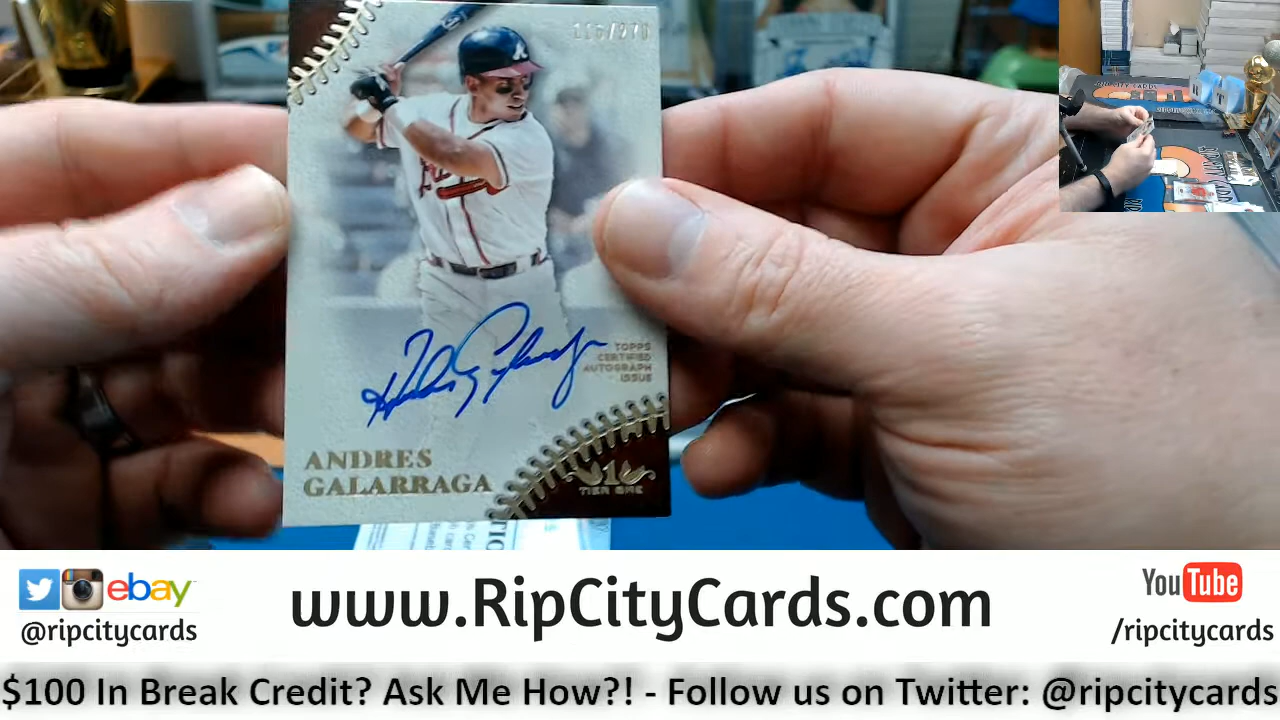 TOPPS
CERTIFIED
AUTOGRAPH
ISSUE
ANDRES
GALARRAGA
1
TIER ONE
ebay
@ripcitycards
www.RipCityCards.com
YouTube
/ripcitycards
$100 In Break Credit? Ask Me How?! - Follow us on Twitter: @ripcitycards